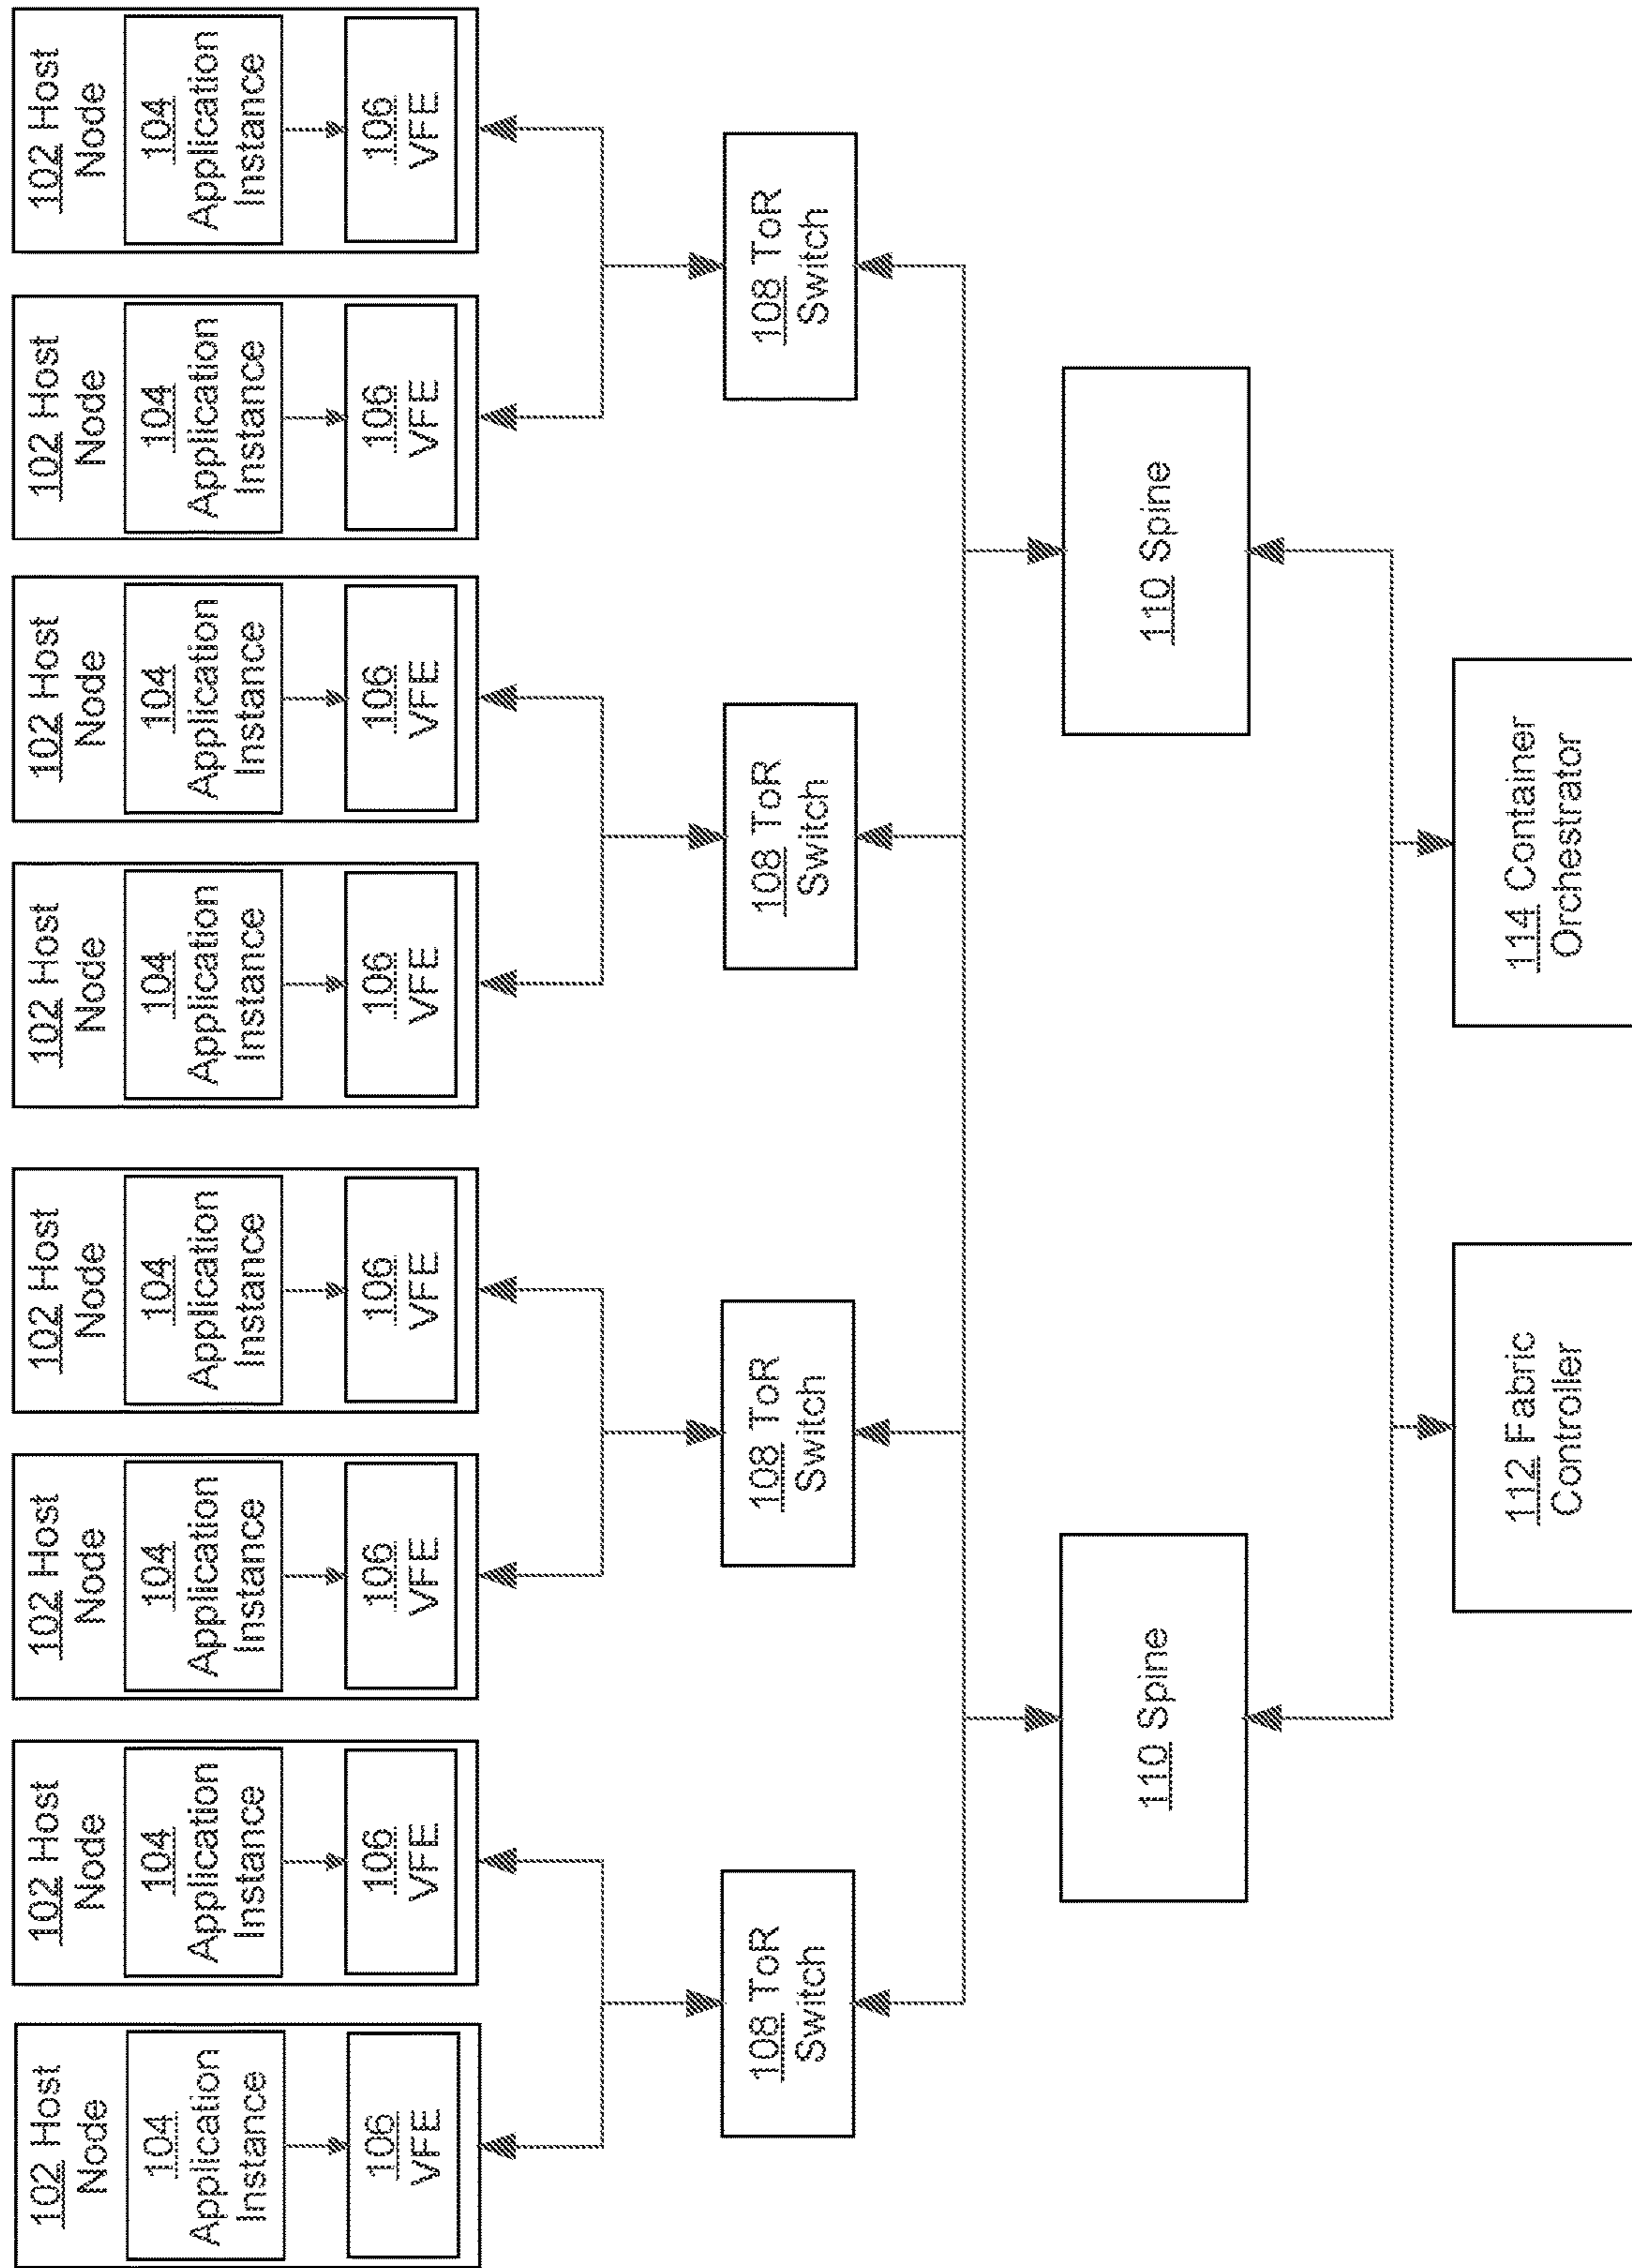 102 Host
Node
104
Application
Instance
106
VFE
102 Host
Node
104
Application
Instance
106
VFE
102 Host
Node
104
Application
Instance
106
VFE
102 Host
Node
104
Application
Instance
106
VFE
102 Host
Node
104
Application
Instance
106
VFE
102 Host
Node
104
Application
Instance
106
VFE
102 Host
Node
104
Application
Instance
106
VFE
102 Host
Node
104
Application
Instance
106
VFE
108 ToR
Switch
108 ToR
Switch
108 ToR
Switch
108 ToR
Switch
110 Spine
110 Spine
112 Fabric
Controller
114 Container
Orchestrator